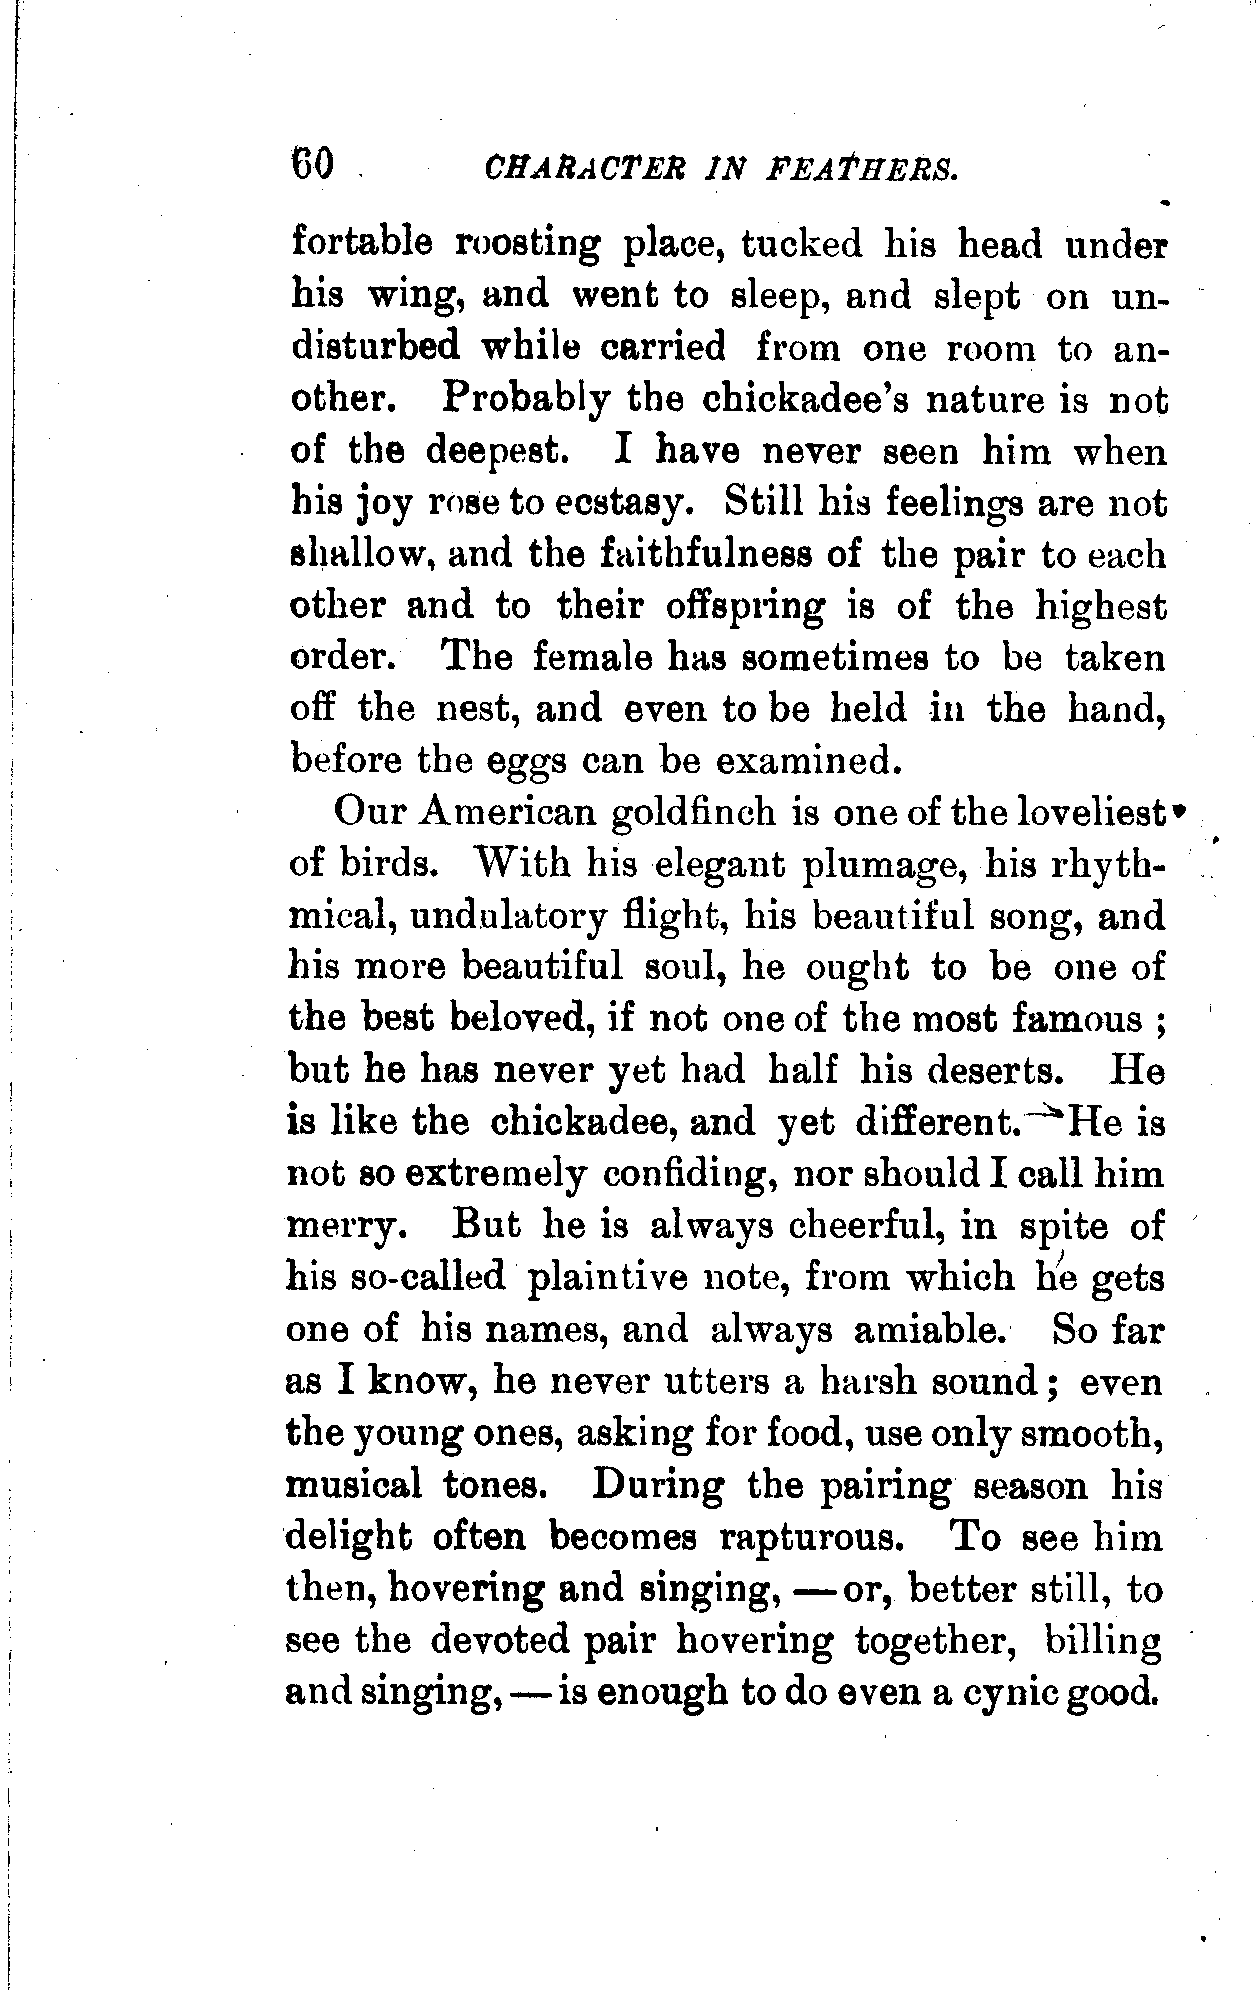 60 CHARACTER IN FEATHERS.
fortable roosting place, tucked his head under
his wing, and went to sleep, and slept on un-
disturbed while carried from one room to an-
other. Probably the chickadee's nature is not
of the deepest. I have never seen him when
his joy rose to ecstasy. Still his feelings are not
shallow, and the faithfulness of the pair to each
other and to their offspring is of the highest
order. The female has sometimes to be taken
off the nest, and even to be held in the hand,
before the eggs can be examined.
Our American goldfinch is one of the loveliest
of birds. With his elegant plumage, his rhyth-
mical, undulatory flight, his beautiful song, and
his more beautiful soul, he ought to be one of
the best beloved, if not one of the most famous ;
but he has never yet had half his deserts. He
is like the chickadee, and yet different. He is
not so extremely confiding, nor should I call him
merry. But he is always cheerful, in spite of
his so-called plaintive note, from which he gets
one of his names, and always amiable. So far
as I know, he never utters a harsh sound ; even
the young ones, asking for food, use only smooth,
musical tones. During the pairing season his
delight often becomes rapturous. To see him
then, hovering and singing, — or, better still, to
see the devoted pair hovering together, billing
and singing, — is enough to do even a cynic good.